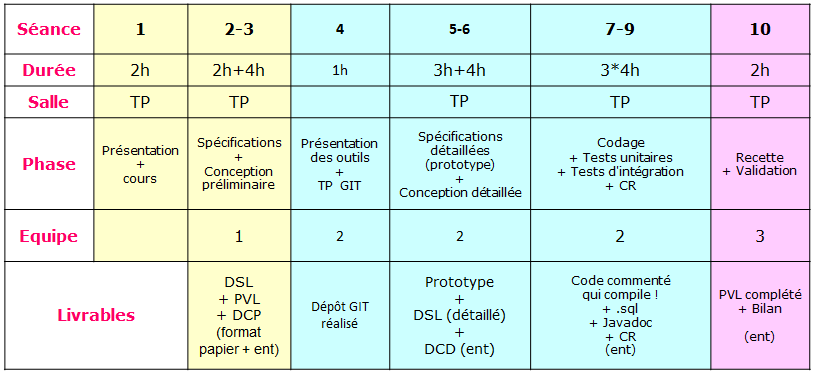 Séance 1 2-3 4 5-6 7-9 10
Durée 2h 2h+4h 1h 3h+4h 3*4h 2h
Salle TP TP TP TP TP
Phase
Présentation
+
cours
Spécifications
+
Conception
préliminaire
Présentation
des outils
+
TP GIT
Spécifications
détaillées
(prototype)
+
Conception détaillée
Codage
+ Tests unitaires
+ Tests d'intégration
+ CR
Recette
+ Validation
Equipe 1 2 2 2 3
Livrables
DSL
+ PVL
+ DCP
(format
papier + ent)
Dépôt GIT
réalisé
Prototype
+
DSL (détaillé)
+
DCD (ent)
Code commenté
qui compile !
+ .sql
+ Javadoc
+ CR
(ent)
PVL complété
+ Bilan
(ent)